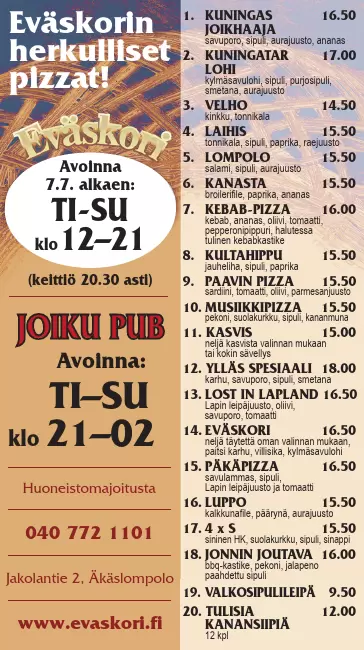 Eväskorin
herkulliset
pizzat!
Eväskori
Avoinna
7.7. alkaen:
TI-SU
klo 12–21
(keittiö 20.30 asti)
JOIKU PUB
Avoinna:
TI–SU
klo 21–02
Huoneistomajoitusta
040 772 1101
Jakolantie 2, Äkäslompolo
www.evaskori.fi
1. KUNINGAS 16.50
JOIKHAAJA
savuporo, sipuli, aurajuusto, ananas
2. KUNINGATAR 17.00
LOHI
kylmäsavulohi, sipuli, purjosipuli,
smetana, aurajuusto
3. VELHO 14.50
kinkku, tonnikala
4. LAIHIS 15.50
tonnikala, sipuli, paprika, raejuusto
5. LOMPOLO 15.50
salami, sipuli, aurajuusto
6. KANASTA 15.50
broilerifile, paprika, ananas
7. KEBAB-PIZZA 16.00
kebab, ananas, oliivi, tomaatti,
pepperonipippuri, halutessa
tulinen kebabkastike
8. KULTAHIPPU 15.50
jauheliha, sipuli, paprika
9. PAAVIN PIZZA 15.50
sardiini, tomaatti, oliivi, parmesanjuusto
10. MUSIIKKIPIZZA 15.50
pekoni, suolakurkku, sipuli, kananmuna
11. KASVIS 15.00
neljä kasvista valinnan mukaan
tai kokin sävellys
12. YLLÄS SPESIAALI 18.00
karhu, savuporo, sipuli, smetana
13. LOST IN LAPLAND 16.50
Lapin leipäjuusto, oliivi,
savuporo, tomaatti
14. EVÄSKORI 16.50
neljä täytettä oman valinnan mukaan,
paitsi karhu, villisika, kylmäsavulohi
15. PÄKÄPIZZA 15.50
savulammas, sipuli,
Lapin leipäjuusto ja tomaatti
16. LUPPO 15.50
kalkkunafile, päärynä, aurajuusto
17. 4 x S 15.50
sininen HK, suolakurkku, sipuli, sinappi
18. JONNIN JOUTAVA 16.00
bbq-kastike, pekoni, jalapeno
paahdettu sipuli
19. VALKOSIPULILEIPÄ 9.50
20. TULISIA 12.00
KANANSIIPIÄ
12 kpl